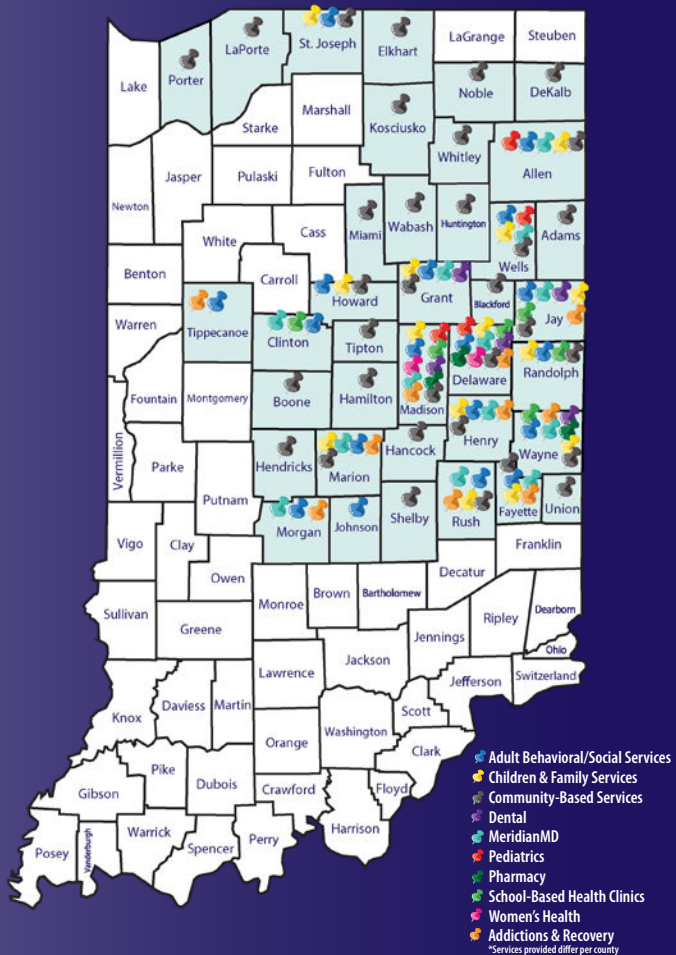 St. Joseph
LaPorte
Elkhart
LaGrange
Steuben
Porter
Lake
Noble
DeKalb
Marshall
Starke
Kosciusko
Whitley
Allen
Jasper
Pulaski
Fulton
Newton
Miami
Wabash
Huntington
Adams
White
Cass
Wells
Benton
Carroll
Howard
Grant
Blackford
Jay
Warren
Tippecanoe
Clinton
Tipton
Delaware
Randolph
Fountain
Montgomery
Boone
Hamilton
Madison
Henry
Wayne
Vermillion
Parke
Hendricks
Marion
Hancock
Putnam
Morgan
Johnson
Shelby
Rush
Fayette
Union
Vigo
Clay
Franklin
Owen
Decatur
Monroe
Brown
Bartholomew
Sullivan
Greene
Ripley
Dearborn
Jennings
Ohio
Jackson
Lawrence
Jefferson
Switzerland
Knox
Daviess
Martin
Scott
Washington
Orange
Clark
Pike
Gibson
Dubois
Crawford
Floyd
Harrison
Posey
Vanderburgh
Warrick
Spencer
Perry
Adult Behavioral/Social Services
Children & Family Services
Community-Based Services
Dental
MeridianMD
Pediatrics
Pharmacy
School-Based Health Clinics
Women's Health
Addictions & Recovery
*Services provided differ per county